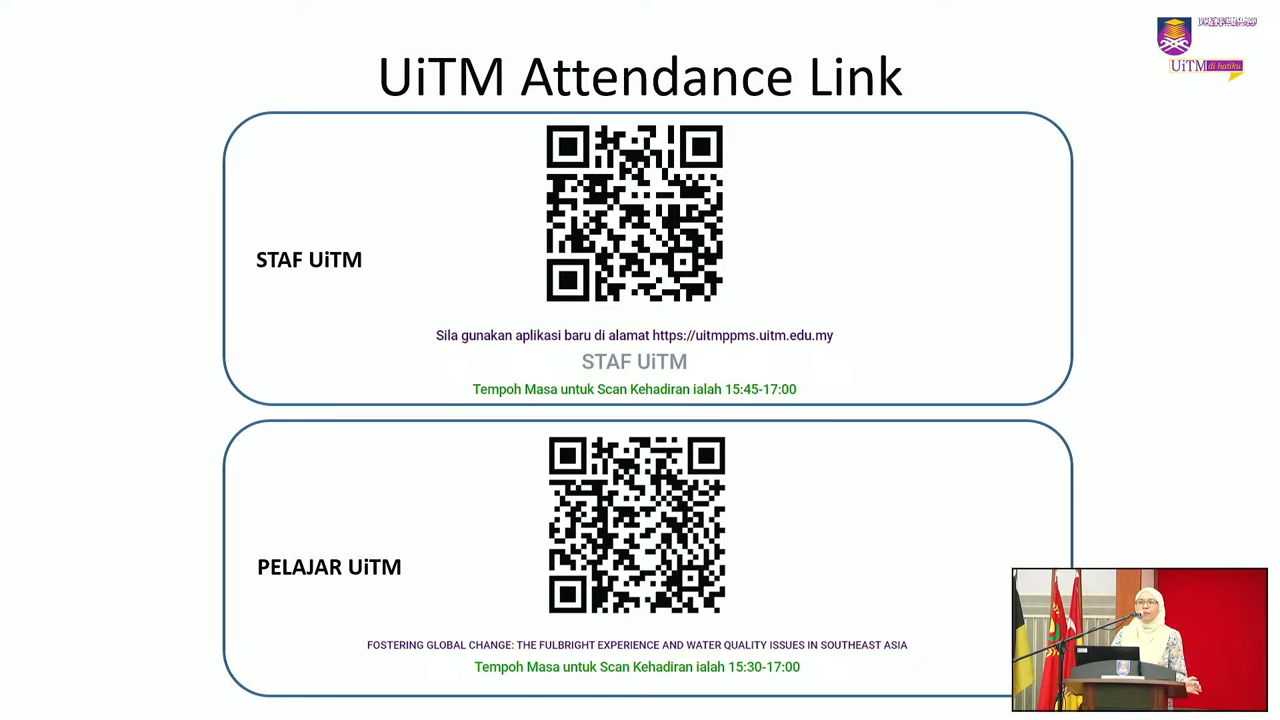 UiTM Attendance Link
UiTM di hatiku
STAF UiTM
Sila gunakan aplikasi baru di alamat https://uitmppms.uitm.edu.my
STAF UiTM
Tempoh Masa untuk Scan Kehadiran ialah 15:45-17:00
PELAJAR UiTM
FOSTERING GLOBAL CHANGE: THE FULBRIGHT EXPERIENCE AND WATER QUALITY ISSUES IN SOUTHEAST ASIA
Tempoh Masa untuk Scan Kehadiran ialah 15:30-17:00